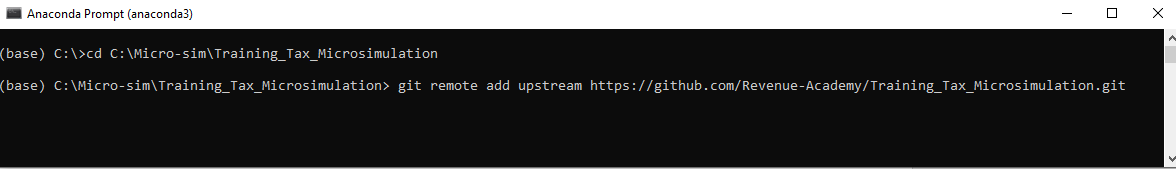 Anaconda Prompt (anaconda3)
(base) C:\>cd C:\Micro-sim\Training_Tax_Microsimulation
(base) C:\Micro-sim\Training_Tax_Microsimulation> git remote add upstream https://github.com/Revenue-Academy/Training_Tax_Microsimulation.git